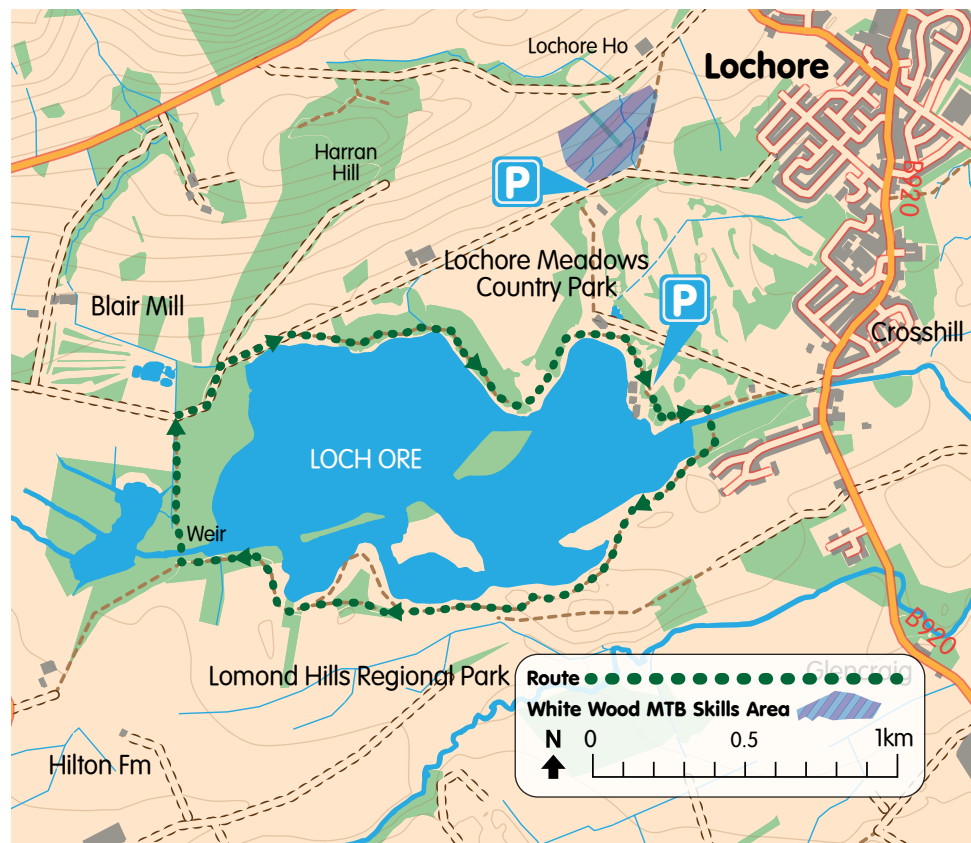 Lochore Ho
Lochore
Harran
Hill
P
B920
Lochore Meadows
Country Park
P
Blair Mill
Crosshill
LOCH ORE
Weir
B920
Lomond Hills Regional Park
Glencraig
Route
White Wood MTB Skills Area
N
0 0.5 1km
Hilton Fm